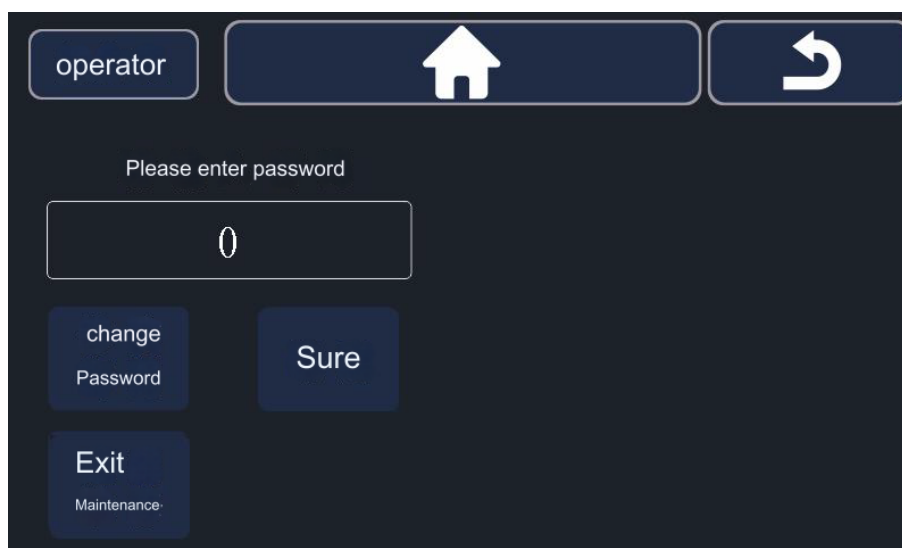 operator
Please enter password
0
change
Password
Sure
Exit
Maintenance